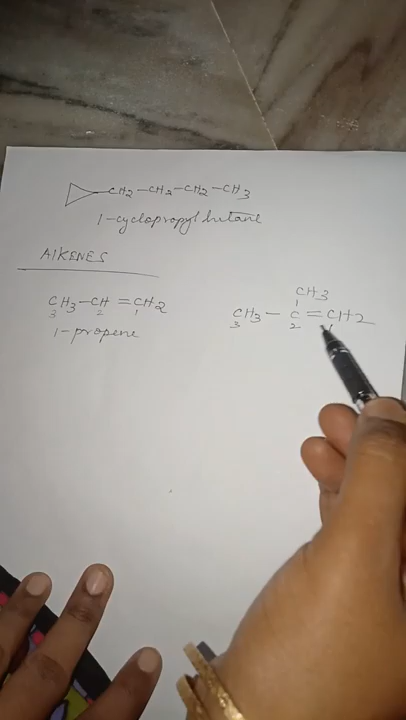 CH2-CH2-CH2-CH3
1-cyclopropyl butane
AlKENES
CH3-CH=CH2
3 2 1
1-propene
CH3
CH3-C=CH2
3 2 1